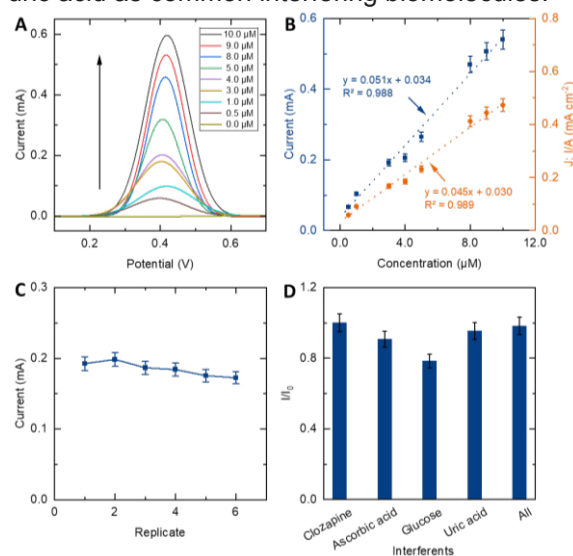 uric acid as common interfering biomolecules.
A
Current (mA)
0.6
0.4
0.2
0.0
0.2
0.4
0.6
Potential (V)
10.0 µM
9.0 µM
8.0 µM
5.0 µM
4.0 µM
3.0 µM
1.0 µM
0.5 µM
0.0 µM
B
Current (mA)
0.6
0.4
0.2
0.0
0.0
4.0
8.0
12.0
Concentration (µM)
0.8
0.6
0.4
0.2
0.0
J: I/A (mA cm⁻²)
y = 0.051x + 0.034
R² = 0.988
y = 0.045x + 0.030
R² = 0.989
C
Current (mA)
0.3
0.2
0.1
0.0
0
2
4
6
Replicate
D
I/I₀
1.2
0.8
0.4
0.0
Clozapine
Ascorbic acid
Glucose
Uric acid
All
Interferents